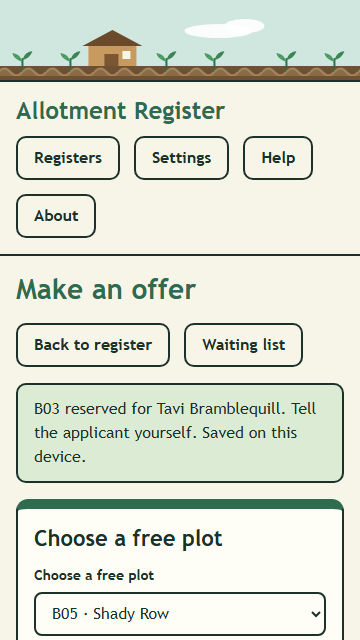 Allotment Register
Registers Settings Help
About
Make an offer
Back to register Waiting list
B03 reserved for Tavi Bramblequill. Tell
the applicant yourself. Saved on this
device.
Choose a free plot
Choose a free plot
B05 · Shady Row